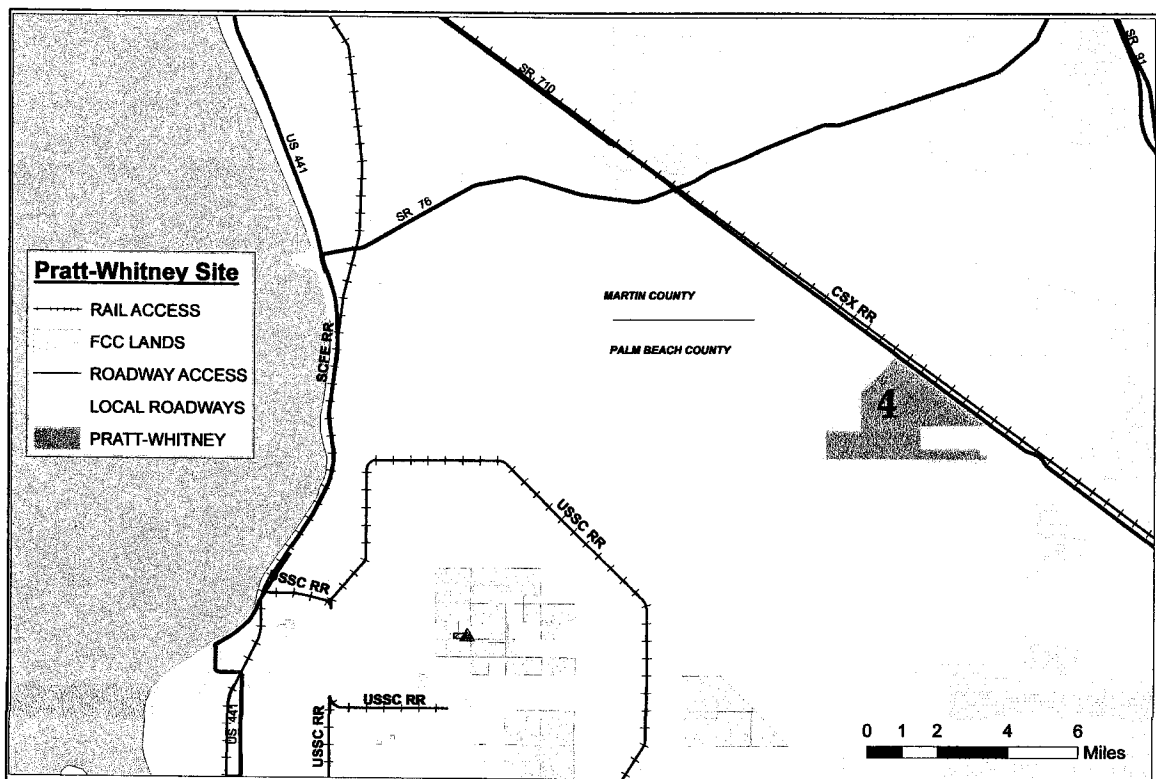 SR 710
SR 91
US 441
SR 76
Pratt-Whitney Site
RAIL ACCESS
FCC LANDS
ROADWAY ACCESS
LOCAL ROADWAYS
PRATT-WHITNEY
MARTIN COUNTY
PALM BEACH COUNTY
CSX RR
SCFE RR
4
USSC RR
USSC RR
USSC RR
USSC RR
US 441
0 1 2 4 6
Miles